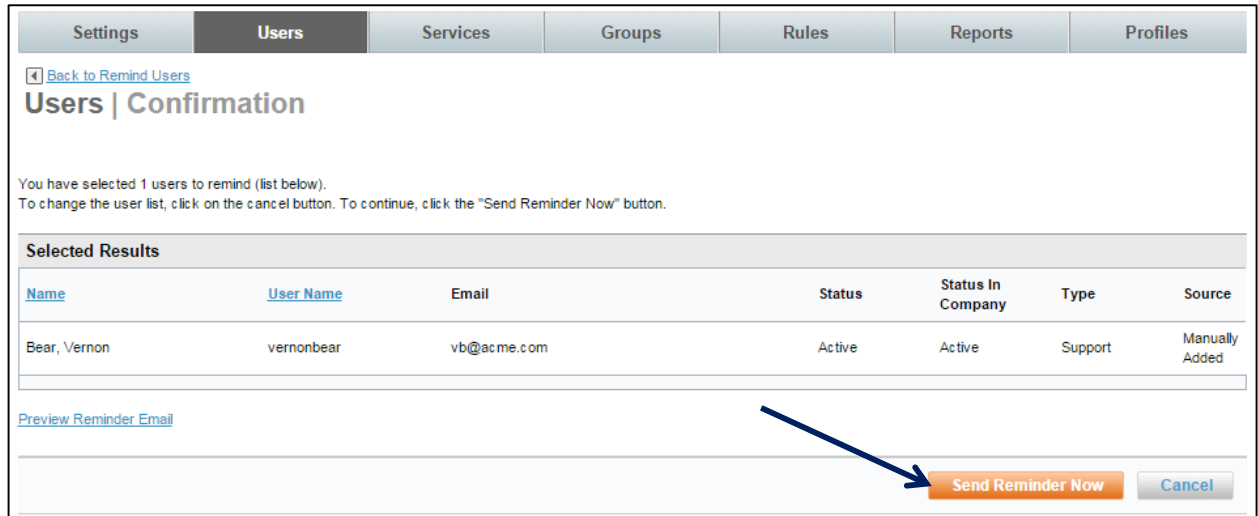 Settings Users Services Groups Rules Reports Profiles
Back to Remind Users
Users | Confirmation
You have selected 1 users to remind (list below).
To change the user list, click on the cancel button. To continue, click the "Send Reminder Now" button.
Selected Results
Name User Name Email Status Status In Company Type Source
Bear, Vernon vernonbear vb@acme.com Active Active Support Manually Added
Preview Reminder Email
Send Reminder Now Cancel